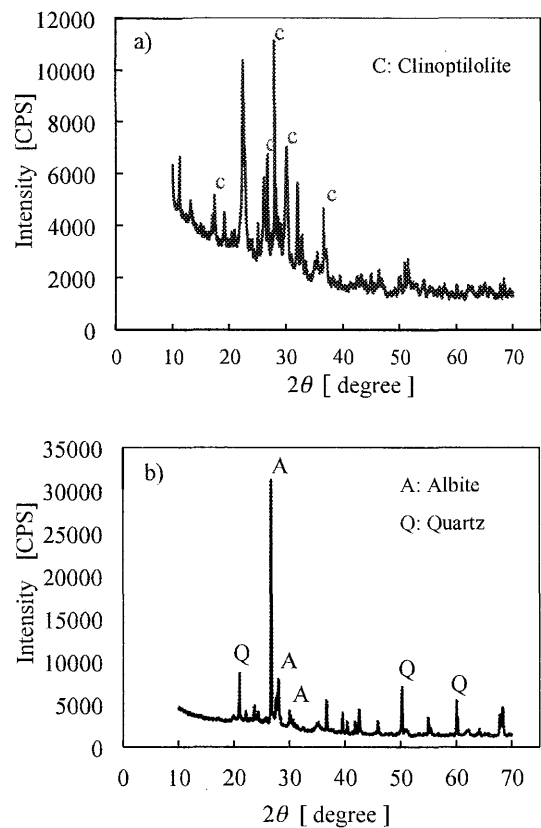 a)
C: Clinoptilolite
c
c
c
c
c
Intensity [CPS]
12000
10000
8000
6000
4000
2000
0
0 10 20 30 40 50 60 70
2θ [ degree ]
b)
A: Albite
Q: Quartz
A
Q
A
A
Q
Q
Intensity [CPS]
35000
30000
25000
20000
15000
10000
5000
0
0 10 20 30 40 50 60 70
2θ [ degree ]